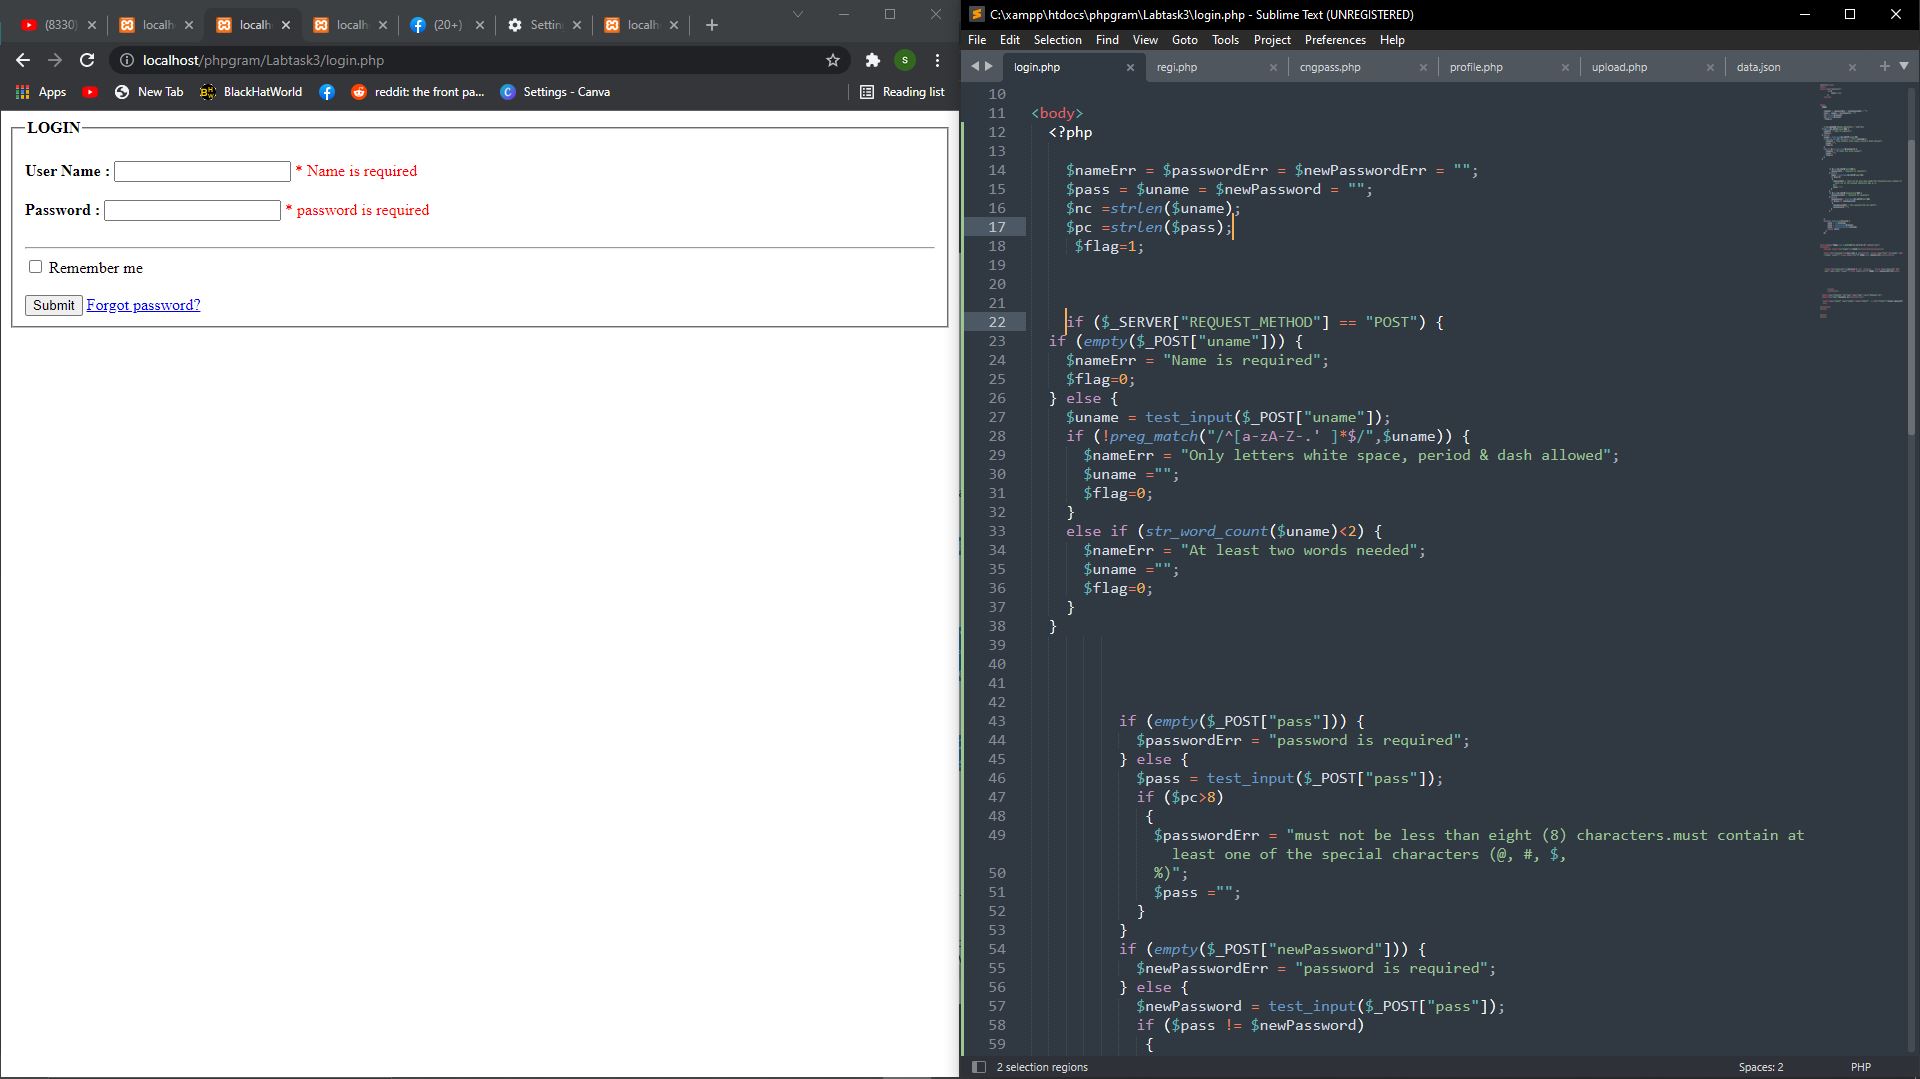 (8330)
localh
localh
localh
(20+)
Settin
localh
localhost/phpgram/Labtask3/login.php
S
Apps
New Tab
BlackHatWorld
reddit: the front pa...
Settings - Canva
Reading list
LOGIN
User Name : * Name is required
Password : * password is required
Remember me
Submit Forgot password?
C:\xampp\htdocs\phpgram\Labtask3\login.php - Sublime Text (UNREGISTERED)
File Edit Selection Find View Goto Tools Project Preferences Help
login.php regi.php cngpass.php profile.php upload.php data.json
10
11 <body>
12 <?php
13
14 $nameErr = $passwordErr = $newPasswordErr = "";
15 $pass = $uname = $newPassword = "";
16 $nc =strlen($uname);
17 $pc =strlen($pass);
18 $flag=1;
19
20
21
22 if ($_SERVER["REQUEST_METHOD"] == "POST") {
23 if (empty($_POST["uname"])) {
24 $nameErr = "Name is required";
25 $flag=0;
26 } else {
27 $uname = test_input($_POST["uname"]);
28 if (!preg_match("/^[a-zA-Z-.' ]*$/",$uname)) {
29 $nameErr = "Only letters white space, period & dash allowed";
30 $uname ="";
31 $flag=0;
32 }
33 else if (str_word_count($uname)<2) {
34 $nameErr = "At least two words needed";
35 $uname ="";
36 $flag=0;
37 }
38 }
39
40
41
42
43 if (empty($_POST["pass"])) {
44 $passwordErr = "password is required";
45 } else {
46 $pass = test_input($_POST["pass"]);
47 if ($pc>8)
48 {
49 $passwordErr = "must not be less than eight (8) characters.must contain at
least one of the special characters (@, #, $,
50 %)";
51 $pass ="";
52 }
53 }
54 if (empty($_POST["newPassword"])) {
55 $newPasswordErr = "password is required";
56 } else {
57 $newPassword = test_input($_POST["pass"]);
58 if ($pass != $newPassword)
59 {
2 selection regions
Spaces: 2
PHP